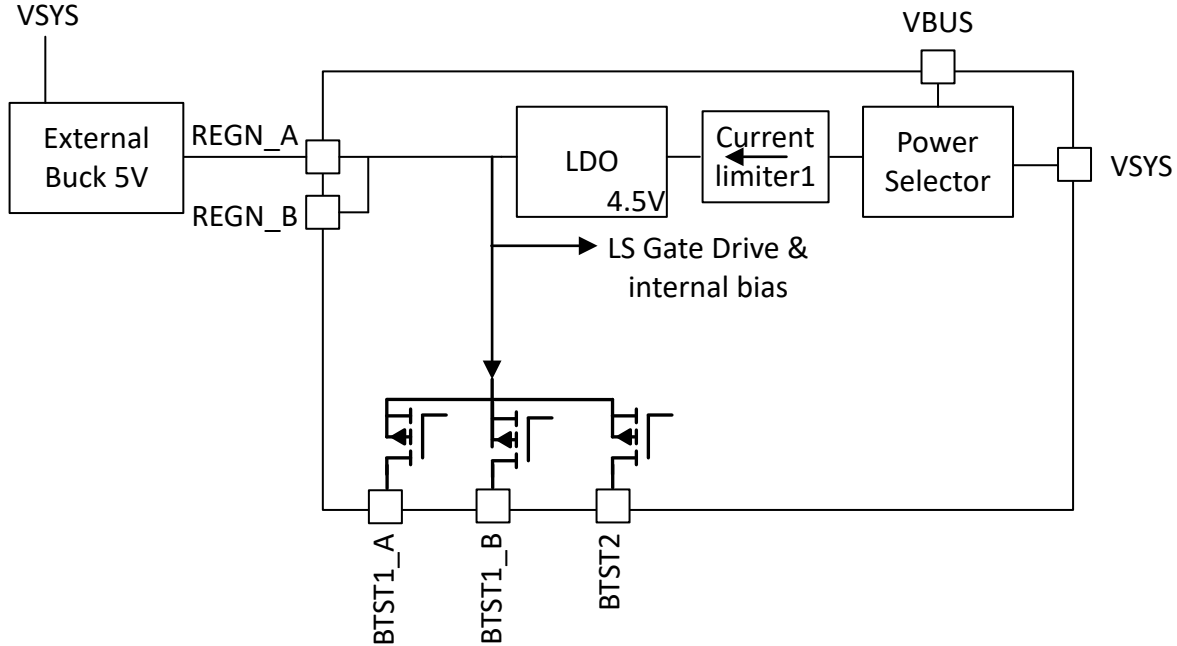 VSYS
VBUS
External
Buck 5V
REGN_A
REGN_B
LDO
4.5V
Current
limiter1
Power
Selector
VSYS
LS Gate Drive &
internal bias
BTST1_A
BTST1_B
BTST2